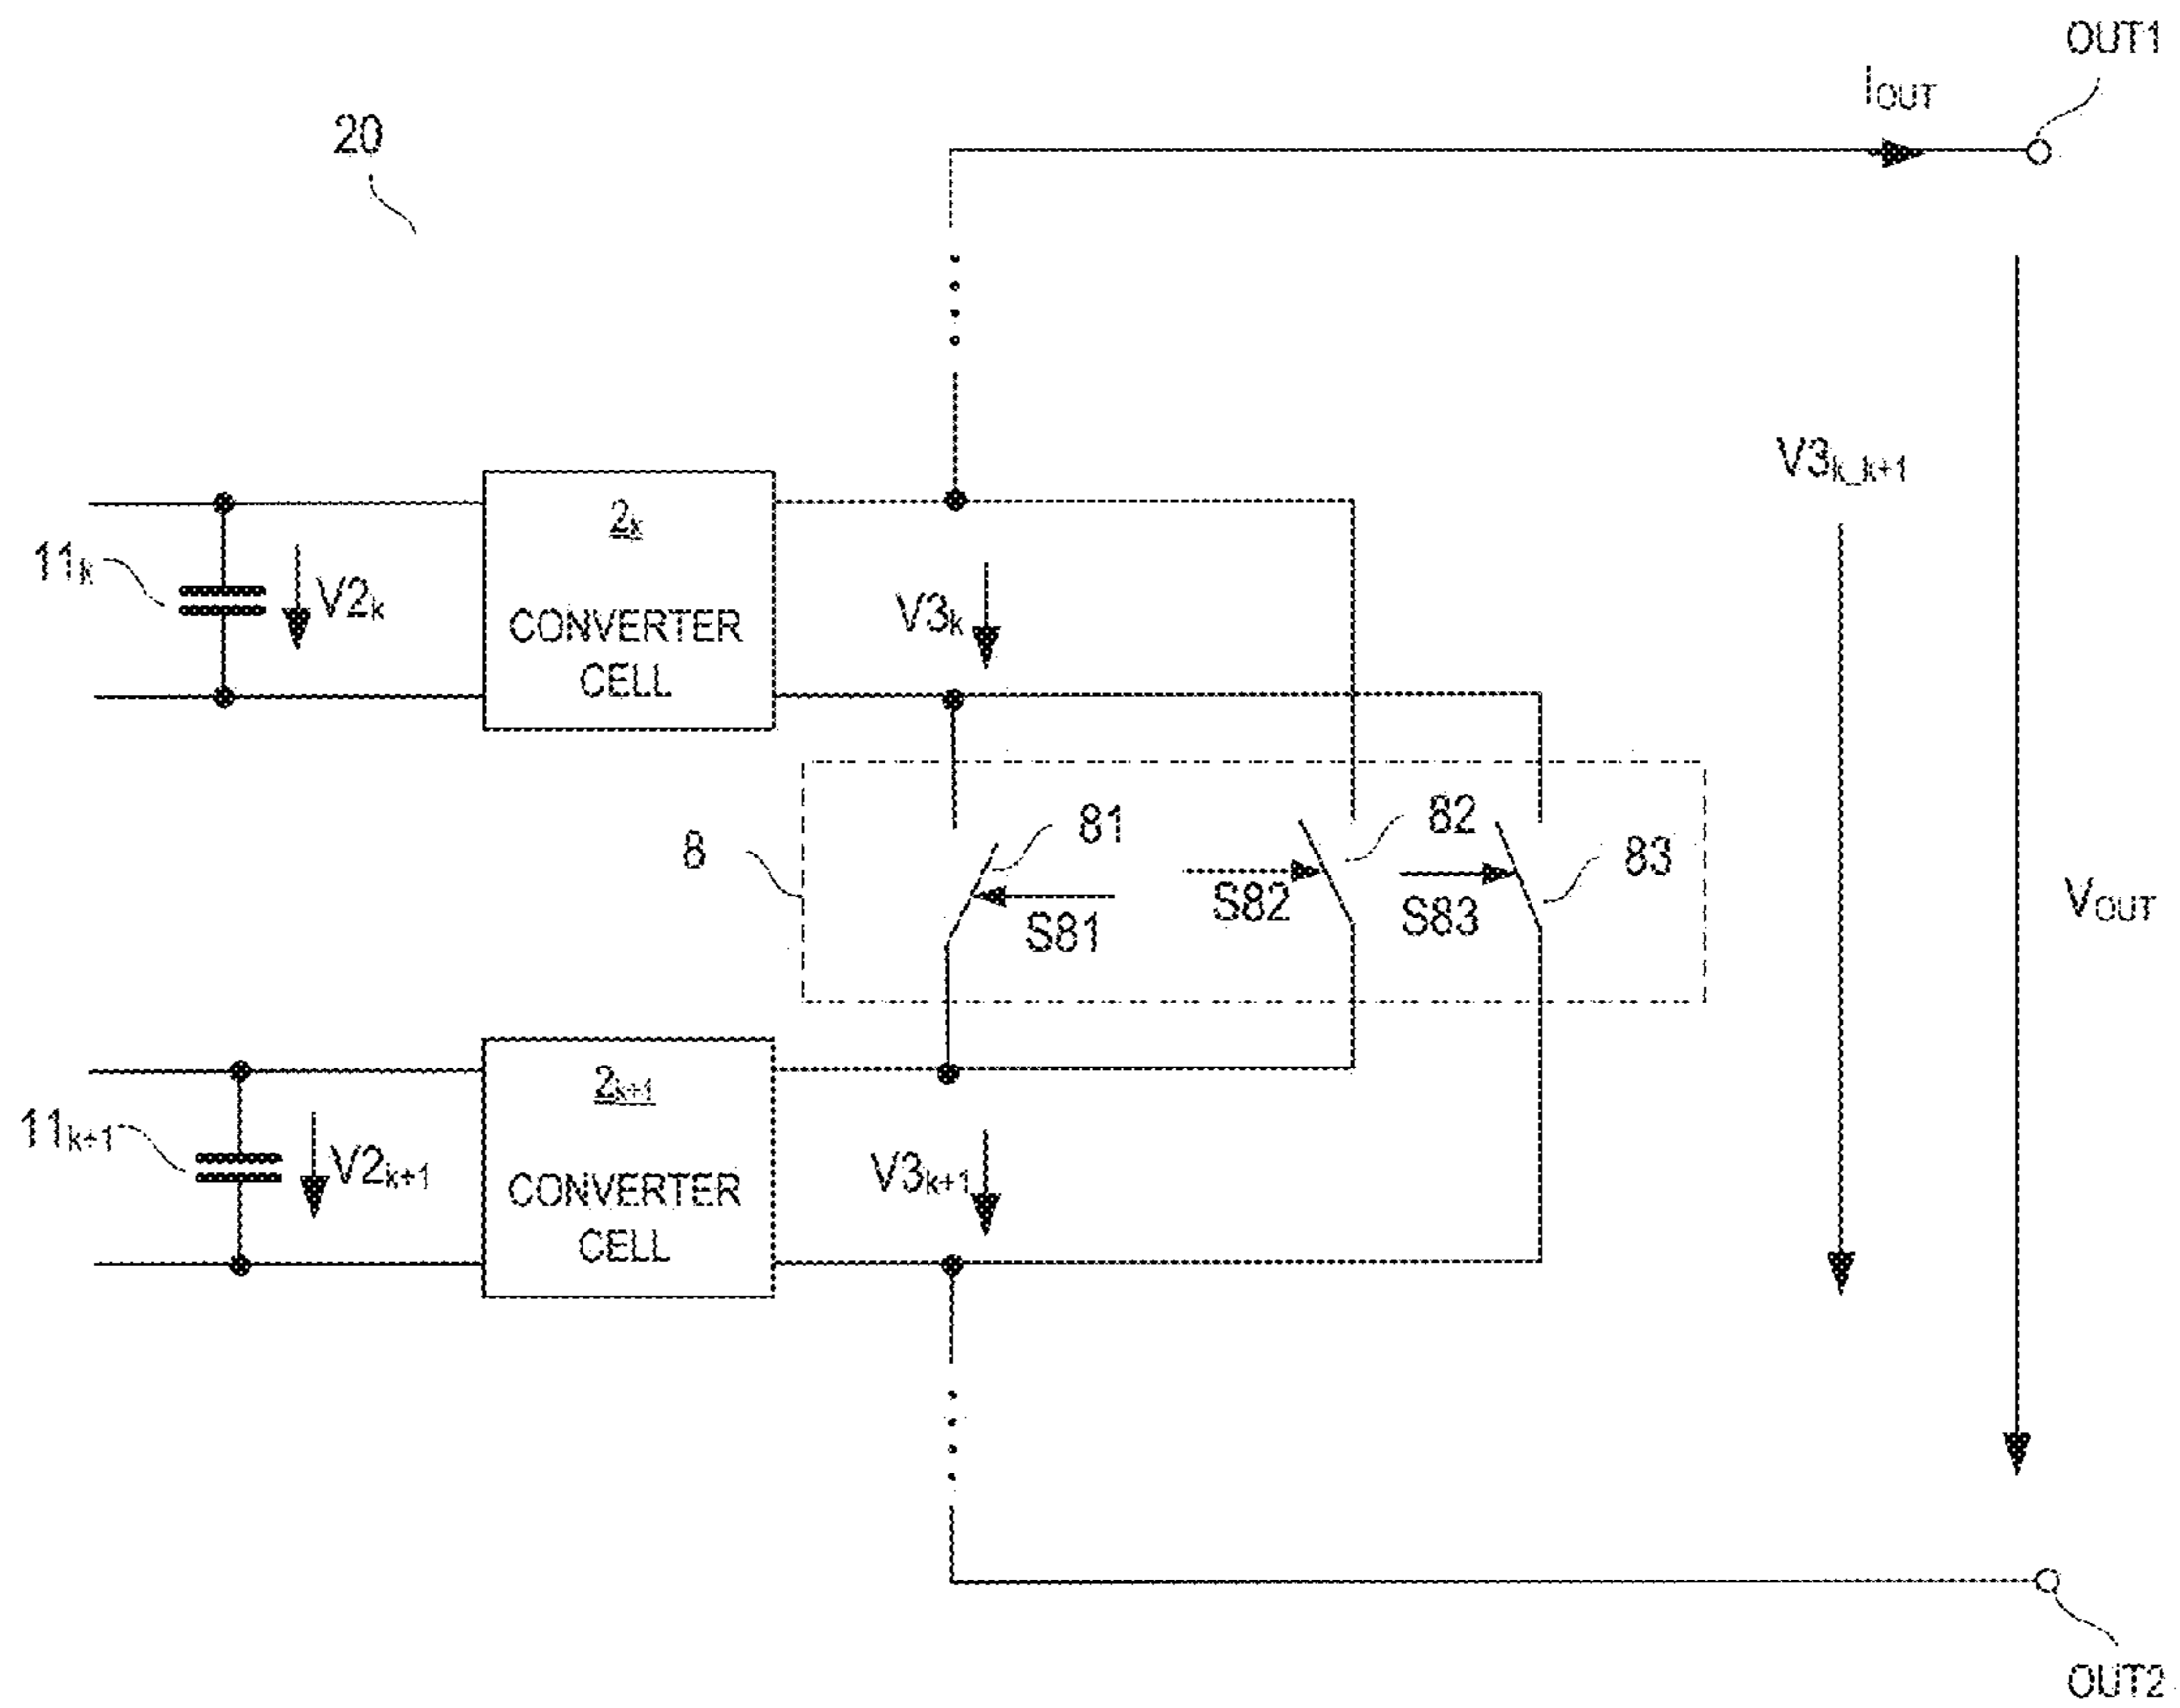 OUT1
IOUT
20
V3k_k+1
2k
11k
V2k
CONVERTER
CELL
V3k
8
81
82
83
S81
S82
S83
VOUT
2k+1
11k+1
V2k+1
CONVERTER
CELL
V3k+1
OUT2